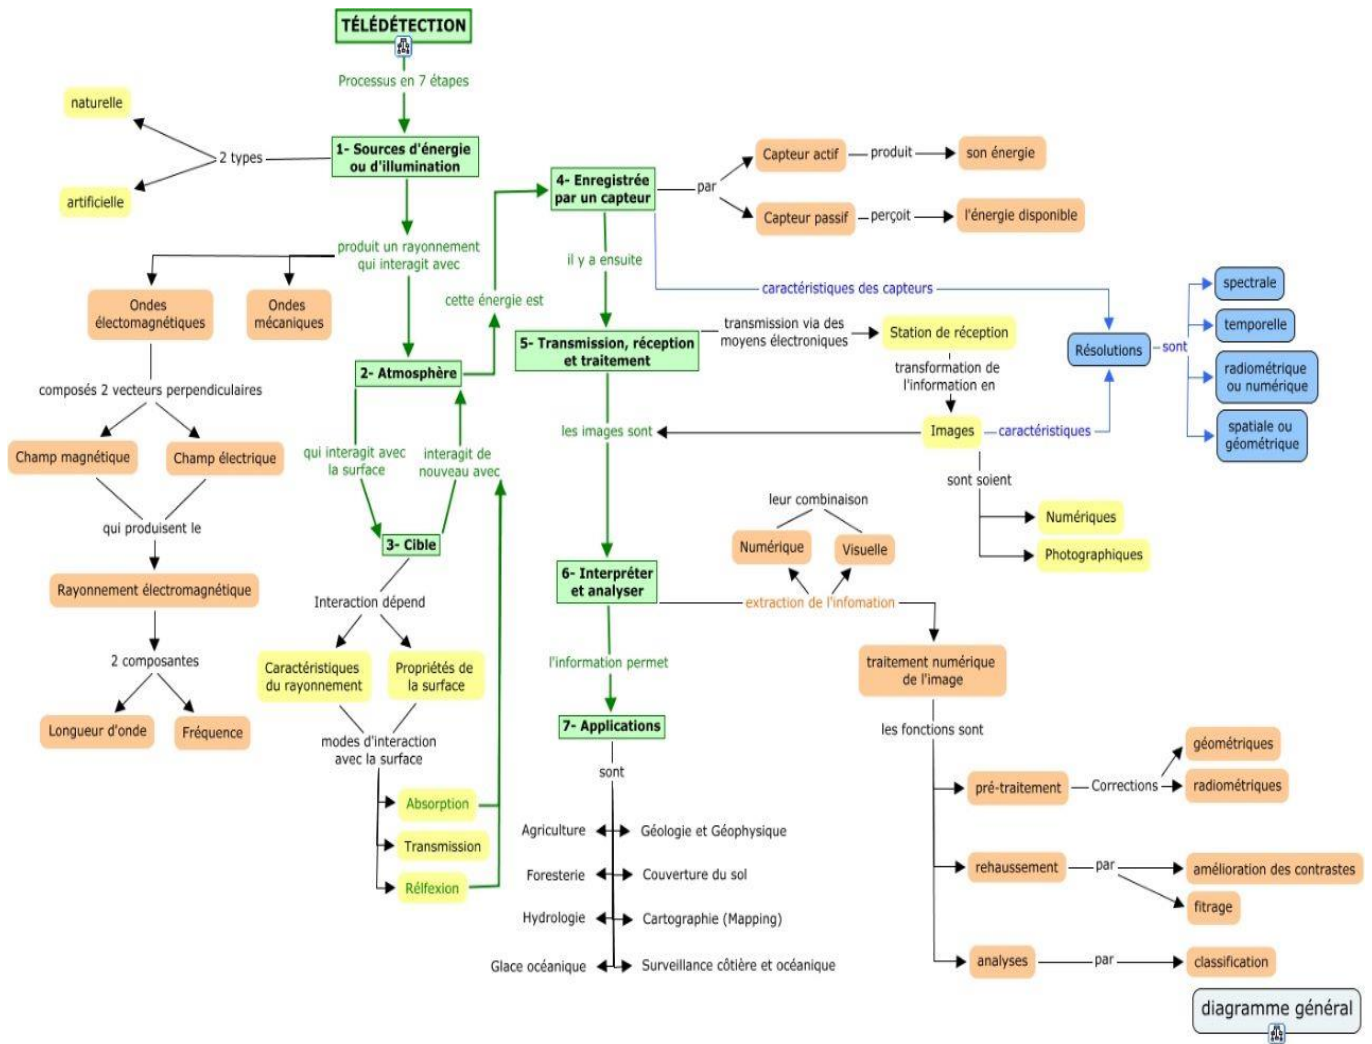 TÉLÉDÉTECTION
Processus en 7 étapes
naturelle
2 types
artificielle
1- Sources d'énergie
ou d'illumination
produit un rayonnement
qui interagit avec
Ondes
électomagnétiques
Ondes
mécaniques
composés 2 vecteurs perpendiculaires
Champ magnétique
Champ électrique
qui produisent le
Rayonnement électromagnétique
2 composantes
Longueur d'onde
Fréquence
2- Atmosphère
cette énergie est
qui interagit avec
la surface
interagit de
nouveau avec
3- Cible
Interaction dépend
Caractéristiques
du rayonnement
Propriétés de
la surface
modes d'interaction
avec la surface
Absorption
Transmission
Rélfexion
4- Enregistrée
par un capteur
par
Capteur actif
produit
son énergie
Capteur passif
perçoit
l'énergie disponible
il y a ensuite
caractéristiques des capteurs
5- Transmission, réception
et traitement
transmission via des
moyens électroniques
Station de réception
transformation de
l'information en
Images
caractéristiques
Résolutions
sont
spectrale
temporelle
radiométrique
ou numérique
spatiale ou
géométrique
les images sont
sont soient
Numériques
Photographiques
leur combinaison
Numérique
Visuelle
6- Interpréter
et analyser
extraction de l'infomation
l'information permet
traitement numérique
de l'image
les fonctions sont
pré-traitement
Corrections
géométriques
radiométriques
rehaussement
par
amélioration des contrastes
fitrage
analyses
par
classification
7- Applications
sont
Agriculture
Géologie et Géophysique
Foresterie
Couverture du sol
Hydrologie
Cartographie (Mapping)
Glace océanique
Surveillance côtière et océanique
diagramme général